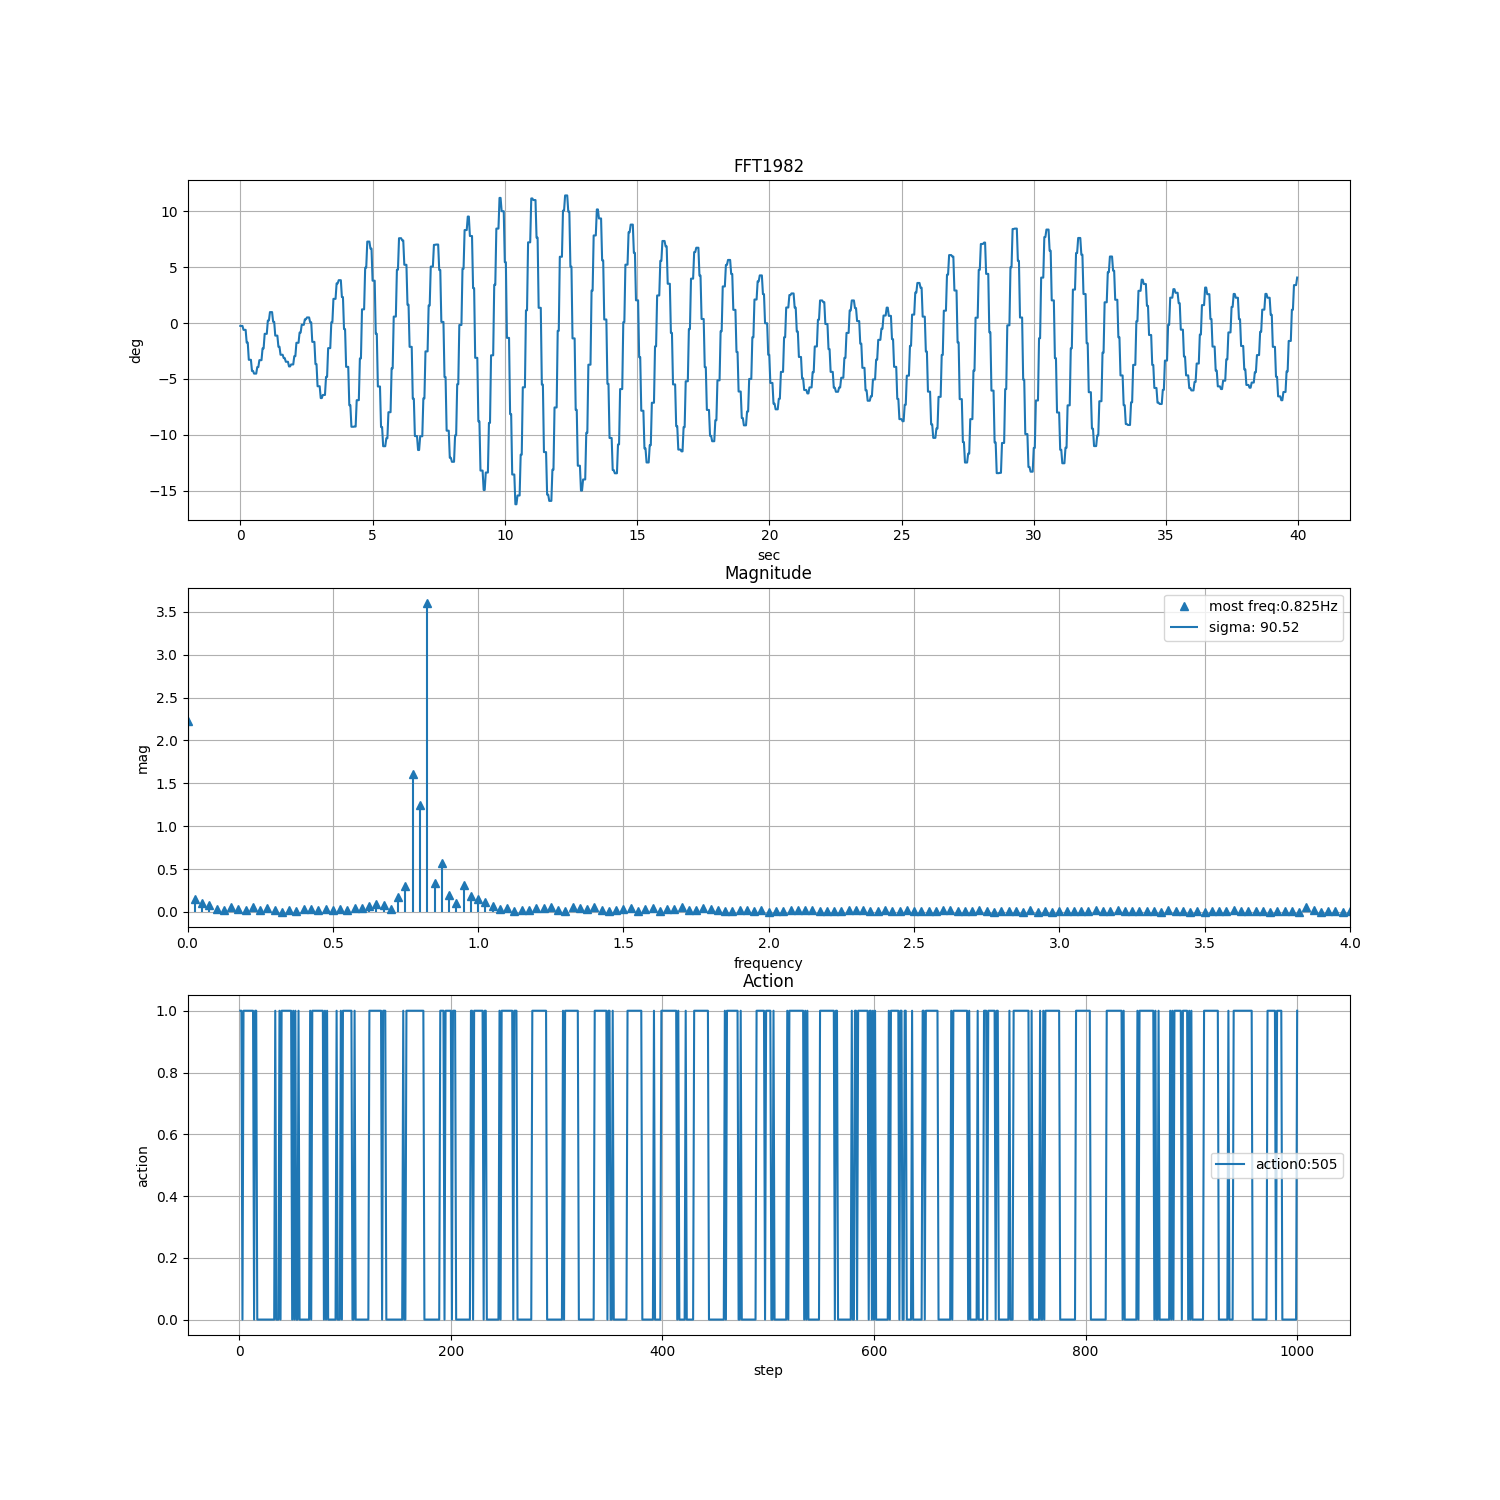 FFT1982
10
5
0
−5
−10
−15
deg
0 5 10 15 20 25 30 35 40
sec
Magnitude
most freq:0.825Hz
sigma: 90.52
3.5
3.0
2.5
2.0
1.5
1.0
0.5
0.0
mag
0.0 0.5 1.0 1.5 2.0 2.5 3.0 3.5 4.0
frequency
Action
1.0
0.8
0.6
0.4
0.2
0.0
action
action0:505
0 200 400 600 800 1000
step